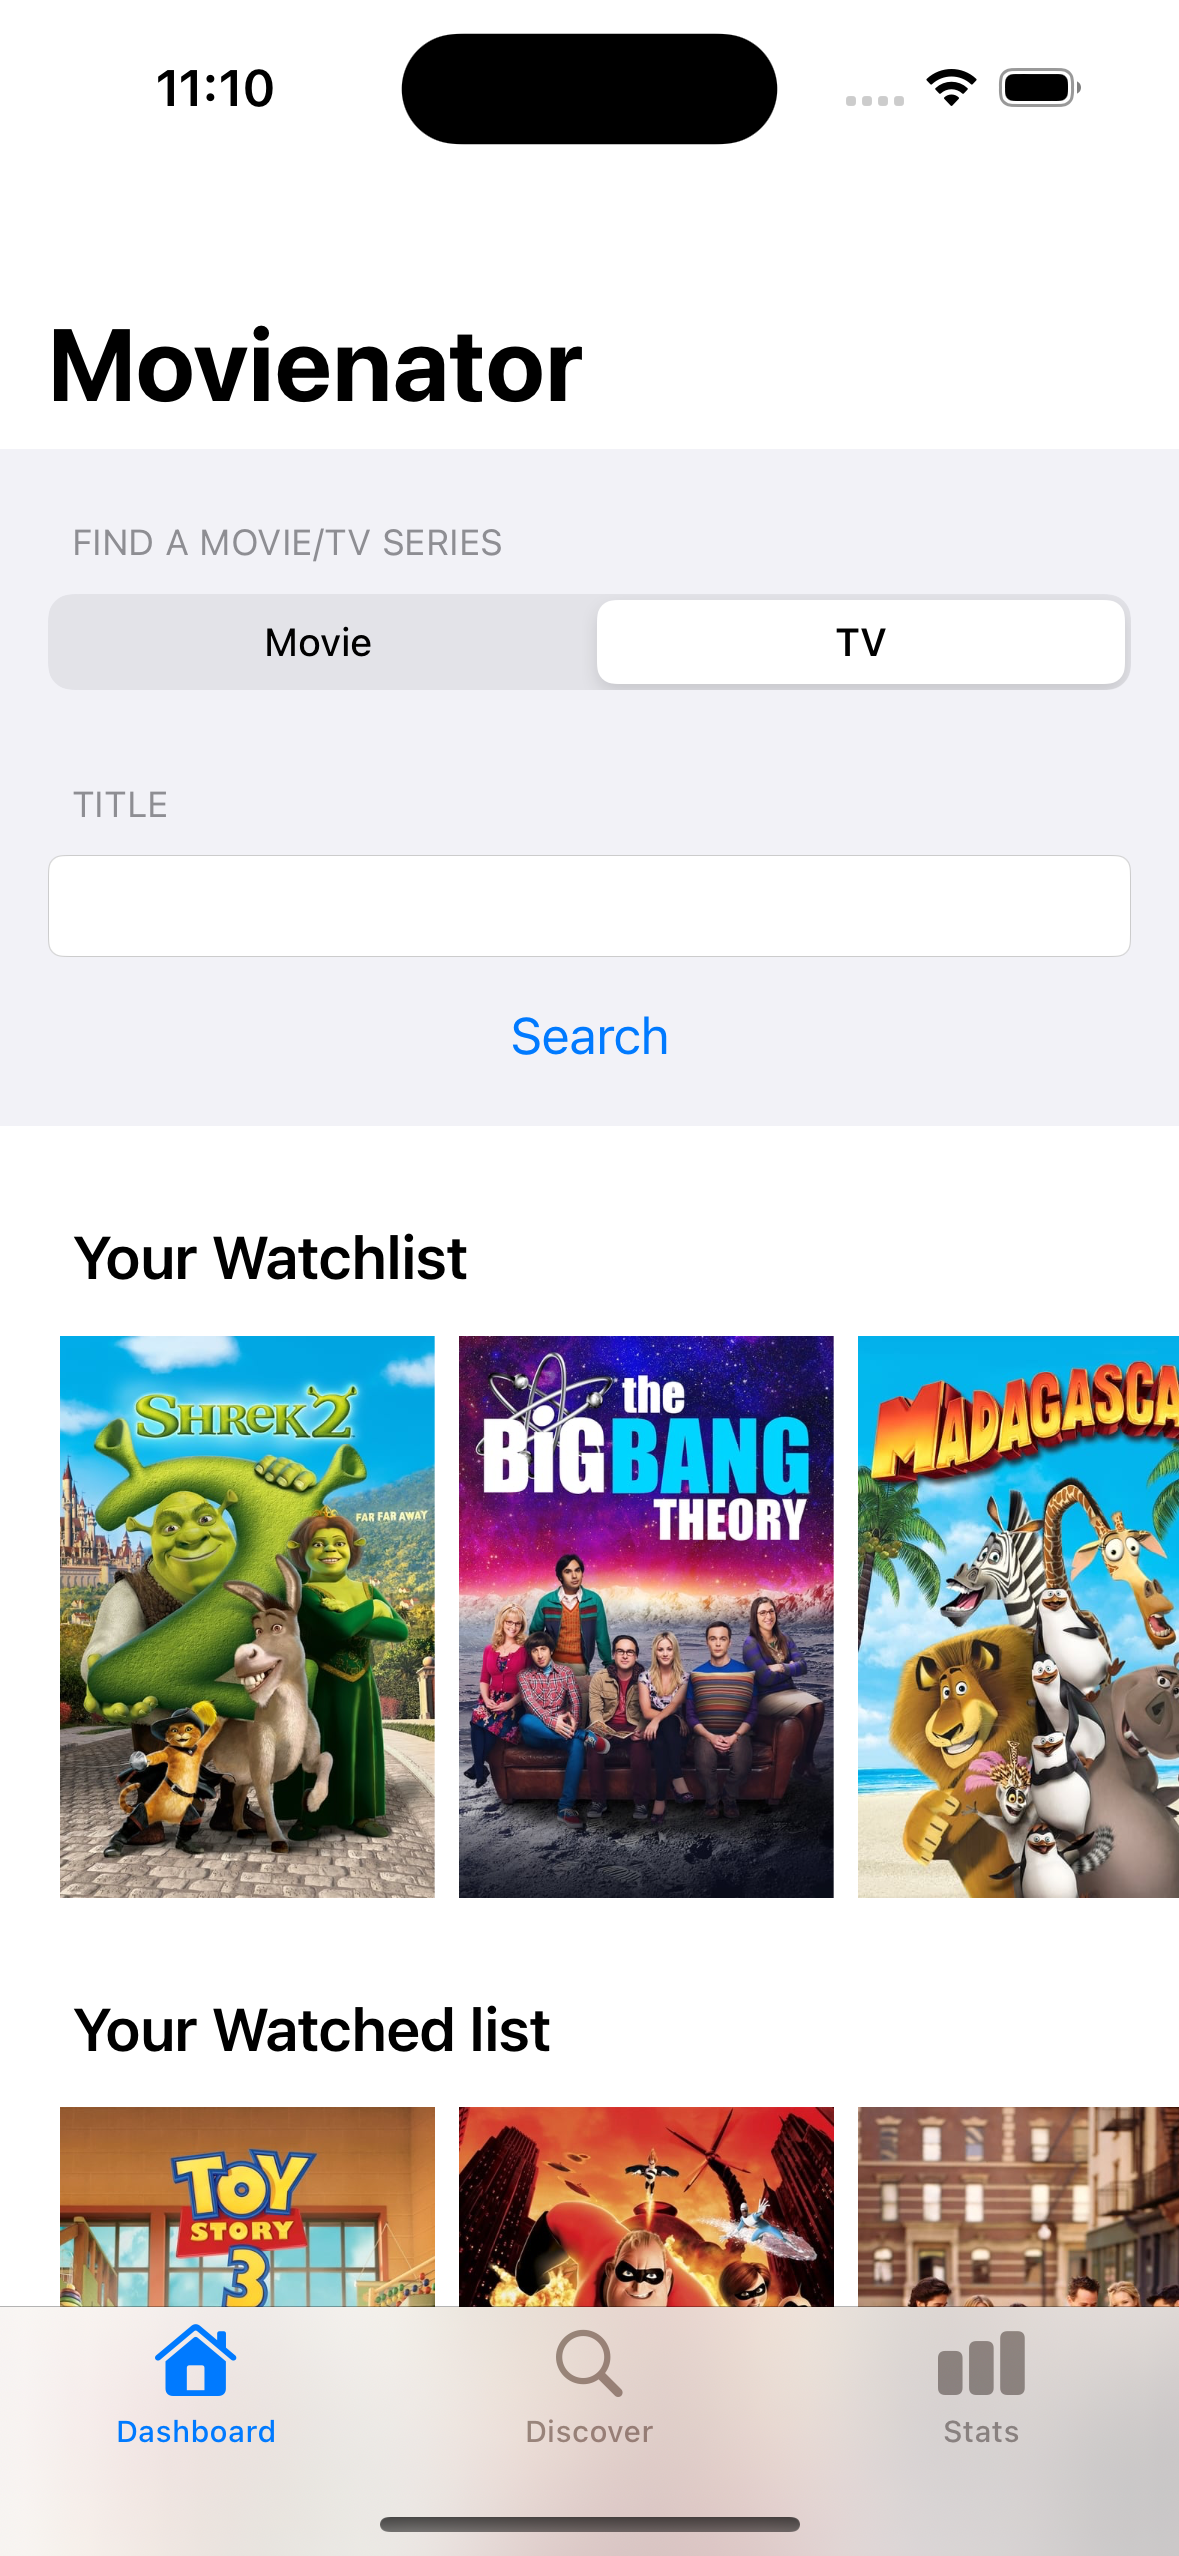 11:10
Movienator
FIND A MOVIE/TV SERIES
Movie TV
TITLE
Search
Your Watchlist
SHREK 2
FAR FAR AWAY
the
BiG BANG
THEORY
MADAGASCA
Your Watched list
TOY
STORY
3
Dashboard Discover Stats